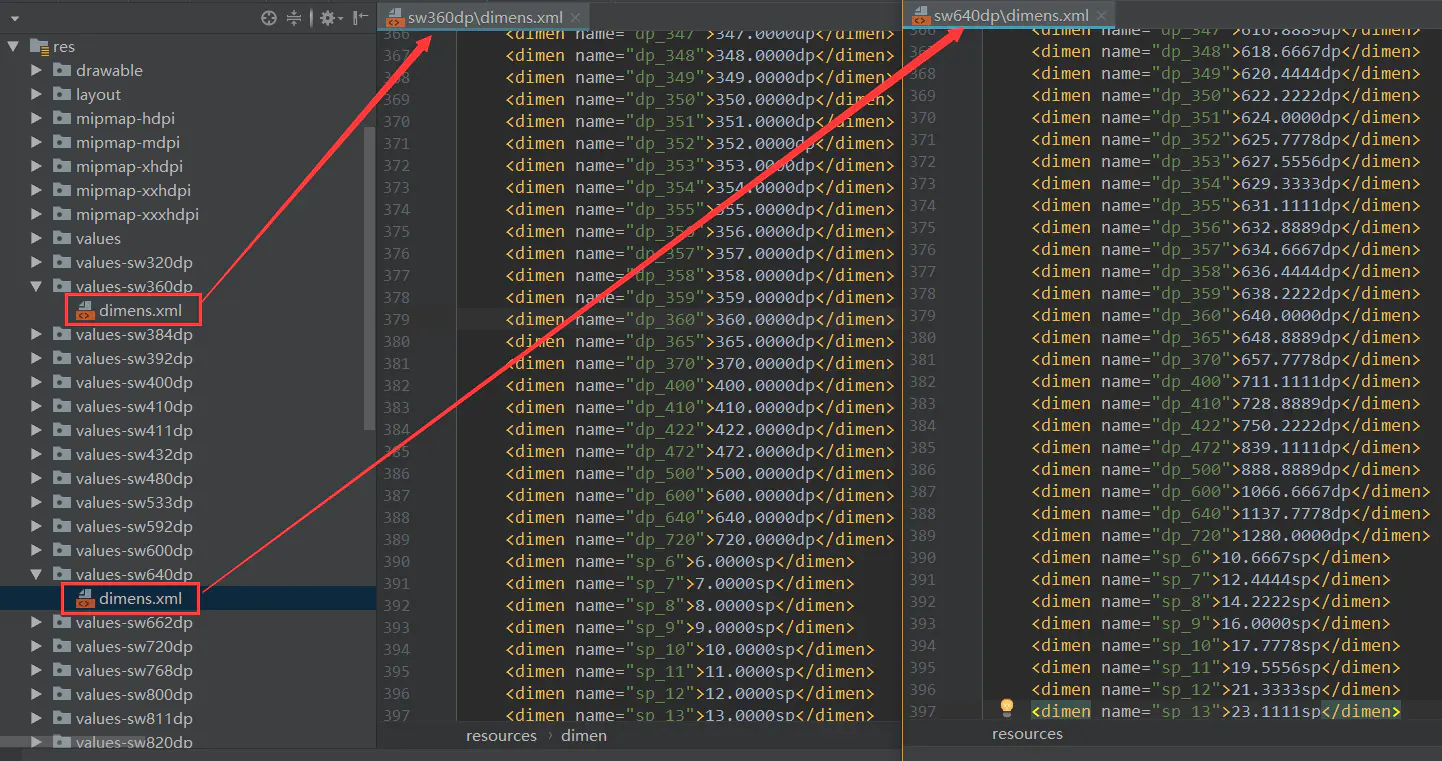 res
drawable
layout
mipmap-hdpi
mipmap-mdpi
mipmap-xhdpi
mipmap-xxhdpi
mipmap-xxxhdpi
values
values-sw320dp
values-sw360dp
dimens.xml
values-sw384dp
values-sw392dp
values-sw400dp
values-sw410dp
values-sw411dp
values-sw432dp
values-sw480dp
values-sw533dp
values-sw592dp
values-sw600dp
values-sw640dp
dimens.xml
values-sw662dp
values-sw720dp
values-sw768dp
values-sw800dp
values-sw811dp
values-sw820dp
sw360dp\dimens.xml
366 <dimen name="dp_347">347.0000dp</dimen>
367 <dimen name="dp_348">348.0000dp</dimen>
368 <dimen name="dp_349">349.0000dp</dimen>
369 <dimen name="dp_350">350.0000dp</dimen>
370 <dimen name="dp_351">351.0000dp</dimen>
371 <dimen name="dp_352">352.0000dp</dimen>
372 <dimen name="dp_353">353.0000dp</dimen>
373 <dimen name="dp_354">354.0000dp</dimen>
374 <dimen name="dp_355">355.0000dp</dimen>
375 <dimen name="dp_356">356.0000dp</dimen>
376 <dimen name="dp_357">357.0000dp</dimen>
377 <dimen name="dp_358">358.0000dp</dimen>
378 <dimen name="dp_359">359.0000dp</dimen>
379 <dimen name="dp_360">360.0000dp</dimen>
380 <dimen name="dp_365">365.0000dp</dimen>
381 <dimen name="dp_370">370.0000dp</dimen>
382 <dimen name="dp_400">400.0000dp</dimen>
383 <dimen name="dp_410">410.0000dp</dimen>
384 <dimen name="dp_422">422.0000dp</dimen>
385 <dimen name="dp_472">472.0000dp</dimen>
386 <dimen name="dp_500">500.0000dp</dimen>
387 <dimen name="dp_600">600.0000dp</dimen>
388 <dimen name="dp_640">640.0000dp</dimen>
389 <dimen name="dp_720">720.0000dp</dimen>
390 <dimen name="sp_6">6.0000sp</dimen>
391 <dimen name="sp_7">7.0000sp</dimen>
392 <dimen name="sp_8">8.0000sp</dimen>
393 <dimen name="sp_9">9.0000sp</dimen>
394 <dimen name="sp_10">10.0000sp</dimen>
395 <dimen name="sp_11">11.0000sp</dimen>
396 <dimen name="sp_12">12.0000sp</dimen>
397 <dimen name="sp_13">13.0000sp</dimen>
resources › dimen
sw640dp\dimens.xml
366 <dimen name="dp_347">616.8889dp</dimen>
367 <dimen name="dp_348">618.6667dp</dimen>
368 <dimen name="dp_349">620.4444dp</dimen>
369 <dimen name="dp_350">622.2222dp</dimen>
370 <dimen name="dp_351">624.0000dp</dimen>
371 <dimen name="dp_352">625.7778dp</dimen>
372 <dimen name="dp_353">627.5556dp</dimen>
373 <dimen name="dp_354">629.3333dp</dimen>
374 <dimen name="dp_355">631.1111dp</dimen>
375 <dimen name="dp_356">632.8889dp</dimen>
376 <dimen name="dp_357">634.6667dp</dimen>
377 <dimen name="dp_358">636.4444dp</dimen>
378 <dimen name="dp_359">638.2222dp</dimen>
379 <dimen name="dp_360">640.0000dp</dimen>
380 <dimen name="dp_365">648.8889dp</dimen>
381 <dimen name="dp_370">657.7778dp</dimen>
382 <dimen name="dp_400">711.1111dp</dimen>
383 <dimen name="dp_410">728.8889dp</dimen>
384 <dimen name="dp_422">750.2222dp</dimen>
385 <dimen name="dp_472">839.1111dp</dimen>
386 <dimen name="dp_500">888.8889dp</dimen>
387 <dimen name="dp_600">1066.6667dp</dimen>
388 <dimen name="dp_640">1137.7778dp</dimen>
389 <dimen name="dp_720">1280.0000dp</dimen>
390 <dimen name="sp_6">10.6667sp</dimen>
391 <dimen name="sp_7">12.4444sp</dimen>
392 <dimen name="sp_8">14.2222sp</dimen>
393 <dimen name="sp_9">16.0000sp</dimen>
394 <dimen name="sp_10">17.7778sp</dimen>
395 <dimen name="sp_11">19.5556sp</dimen>
396 <dimen name="sp_12">21.3333sp</dimen>
397 <dimen name="sp_13">23.1111sp</dimen>
resources